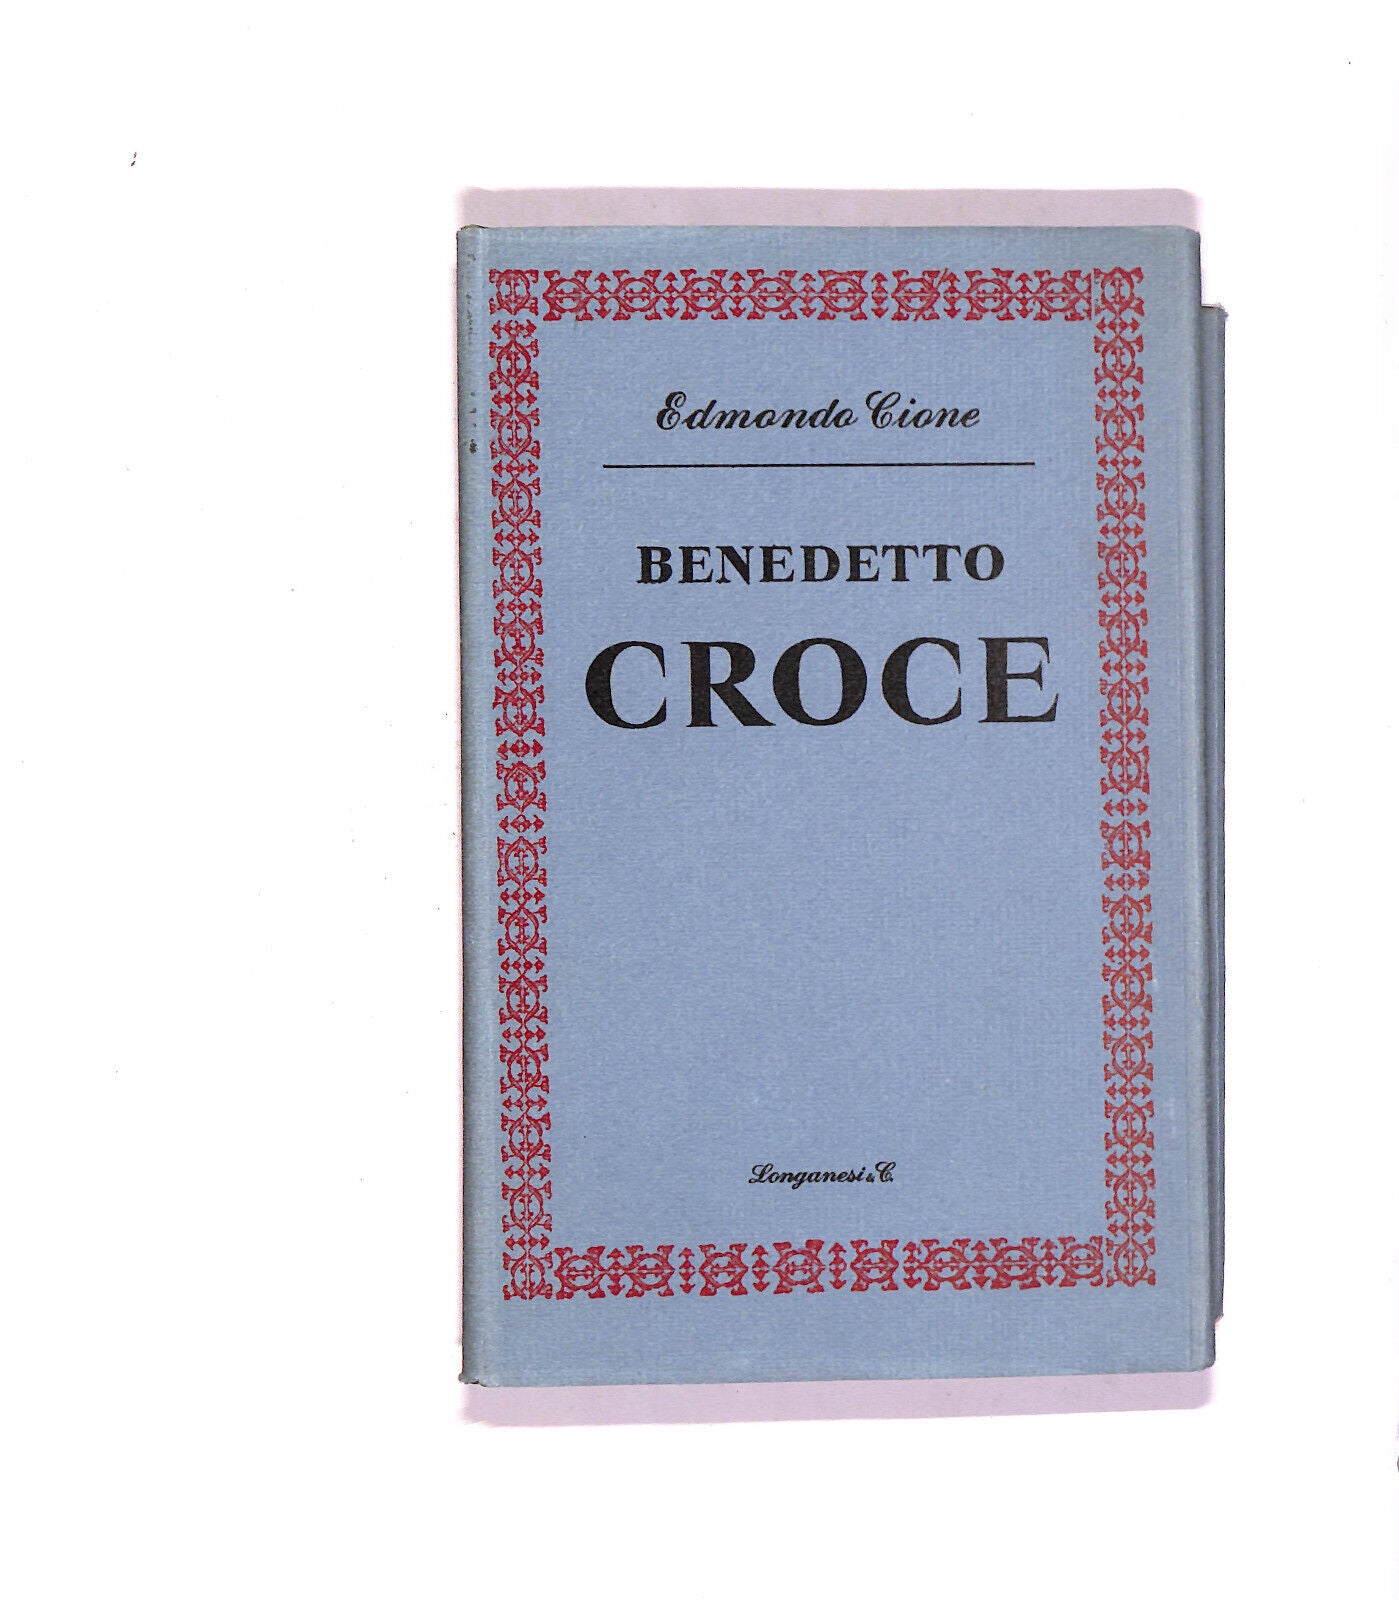 Edmondo Cione
BENEDETTO
CROCE
Longanesi & C.